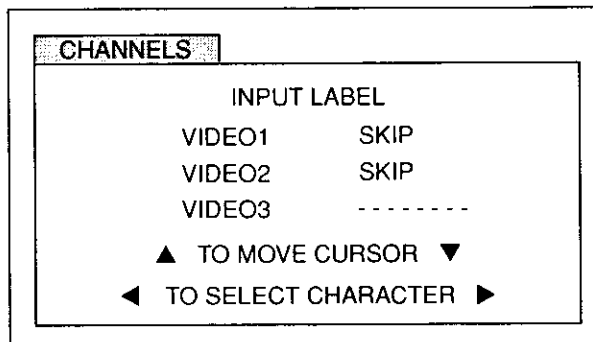 CHANNELS
INPUT LABEL
VIDEO1 SKIP
VIDEO2 SKIP
VIDEO3 --------
▲ TO MOVE CURSOR ▼
◀ TO SELECT CHARACTER ▶